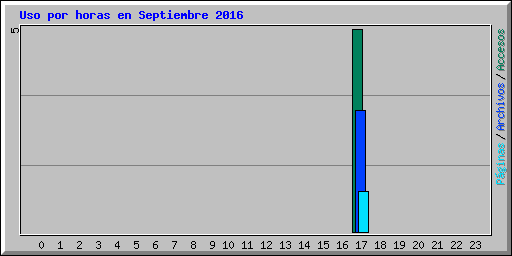 Uso por horas en Septiembre 2016
5
0 1 2 3 4 5 6 7 8 9 10 11 12 13 14 15 16 17 18 19 20 21 22 23
Páginas / Archivos / Accesos